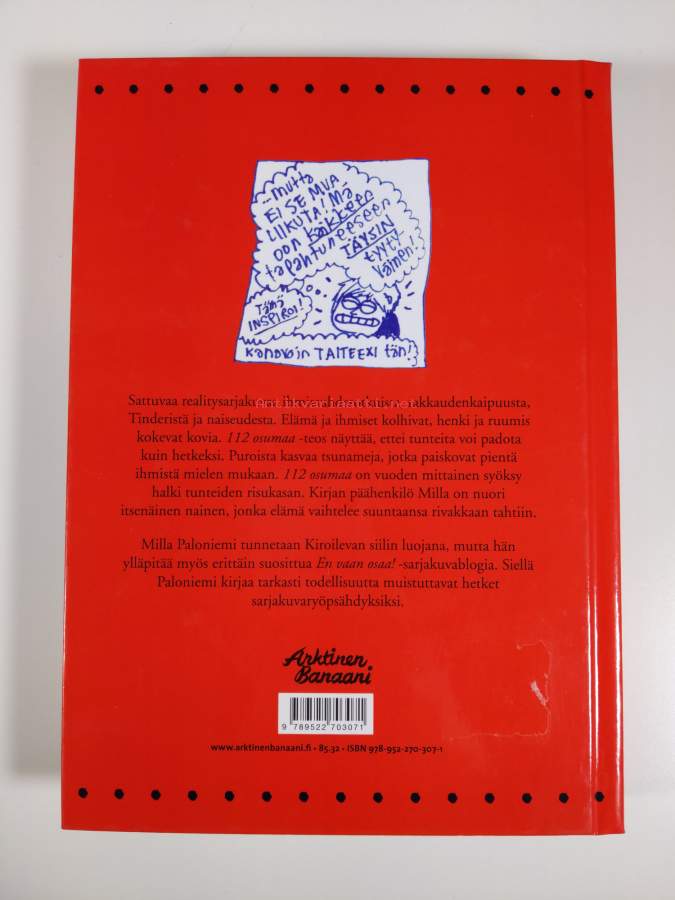 ...mutta
EI SE MUA
LIIKUTA! Mä
oon KAiKKEEN
tapahtuneeseen
TÄYSIN
tyyty
väinen!
Tämä
INSPIROI!
Kanavoin TAITEEXI tän!
Sattuvaa realitysarjakuvaa
rakkaudenkaipuusta,
Tinderistä ja naiseudesta. Elämä ja ihmiset kolhivat, henki ja ruumis
kokevat kovia. 112 osumaa -teos näyttää, ettei tunteita voi padota
kuin hetkeksi. Puroista kasvaa tsunameja, jotka paiskovat pientä
ihmistä mielen mukaan. 112 osumaa on vuoden mittainen syöksy
halki tunteiden risukasan. Kirjan päähenkilö Milla on nuori
itsenäinen nainen, jonka elämä vaihtelee suuntaansa rivakkaan tahtiin.
Milla Paloniemi tunnetaan Kiroilevan siilin luojana, mutta hän
ylläpitää myös erittäin suosittua En vaan osaa! -sarjakuvablogia. Siellä
Paloniemi kirjaa tarkasti todellisuutta muistuttavat hetket
sarjakuvaryöpsähdyksiksi.
Arktinen
Banaani
9 789522 703071
www.arktinenbanaani.fi • 85.32 • ISBN 978-952-270-307-1